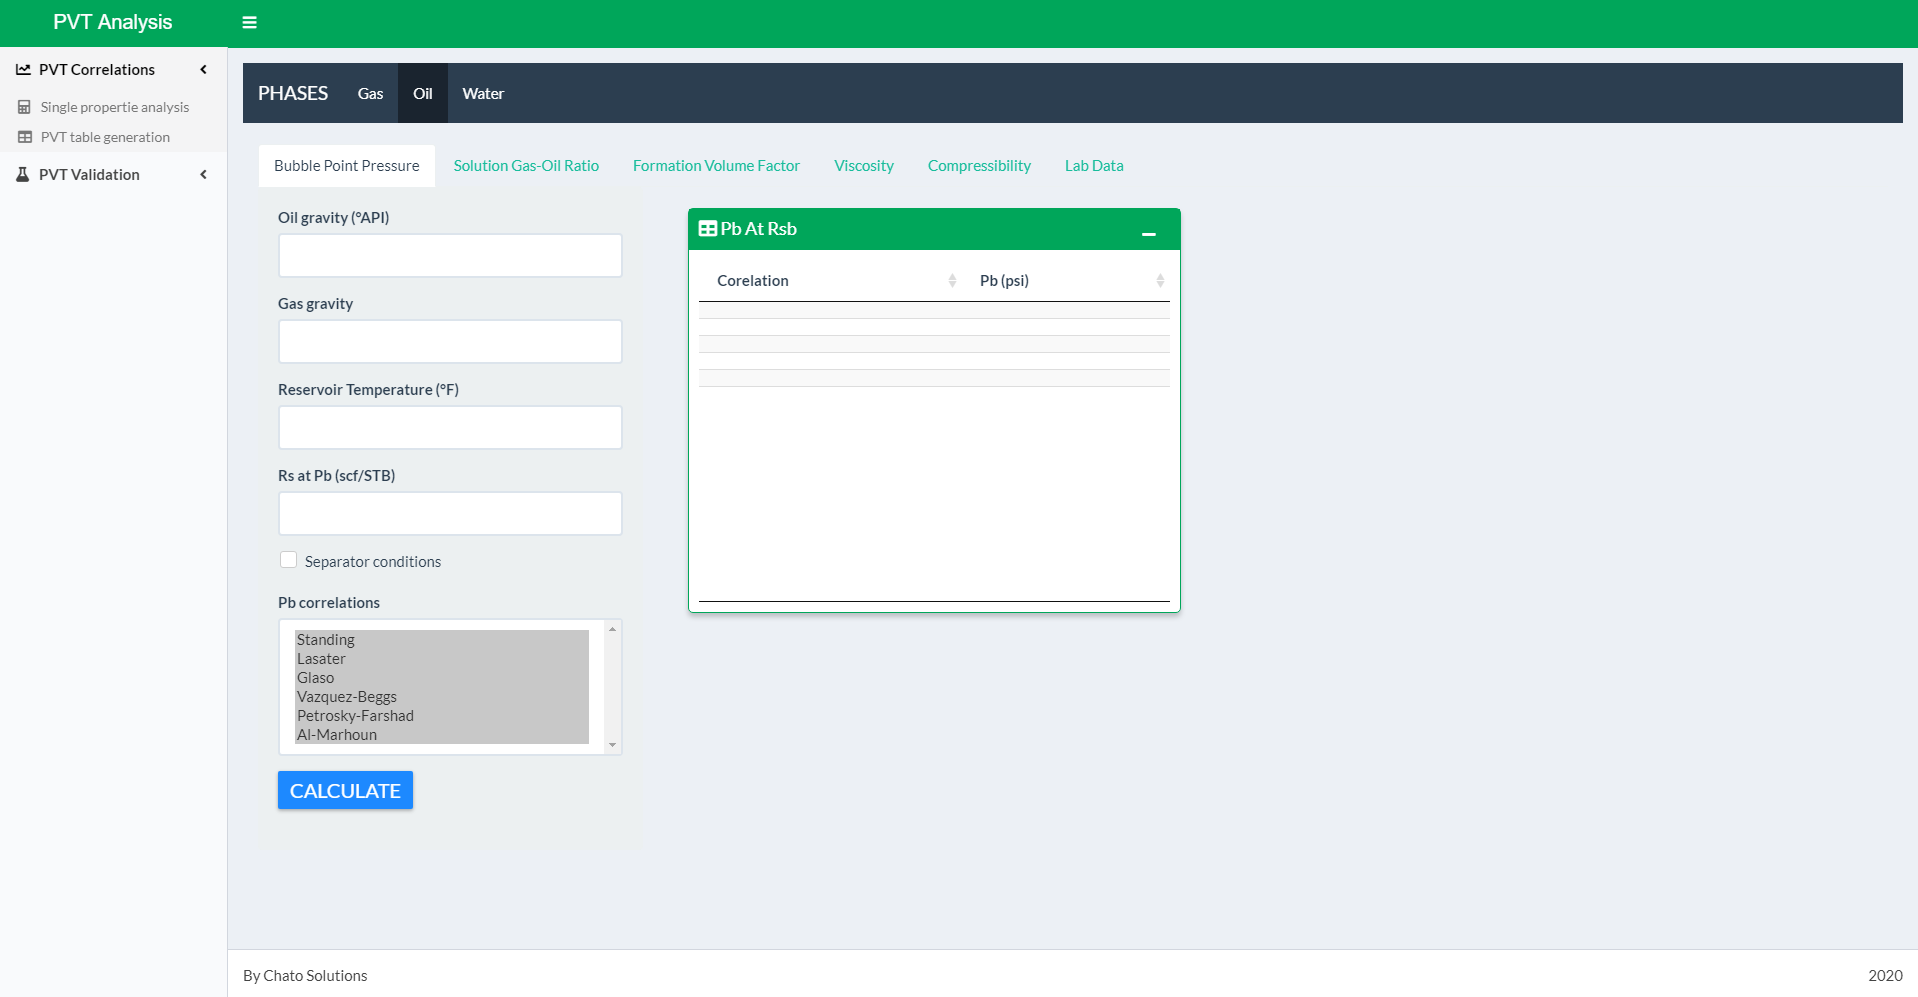 PVT Analysis
PVT Correlations
Single propertie analysis
PVT table generation
PVT Validation
PHASES Gas Oil Water
Bubble Point Pressure Solution Gas-Oil Ratio Formation Volume Factor Viscosity Compressibility Lab Data
Oil gravity (°API)
Gas gravity
Reservoir Temperature (°F)
Rs at Pb (scf/STB)
Separator conditions
Pb correlations
Standing
Lasater
Glaso
Vazquez-Beggs
Petrosky-Farshad
Al-Marhoun
CALCULATE
Pb At Rsb
Corelation Pb (psi)
By Chato Solutions 2020